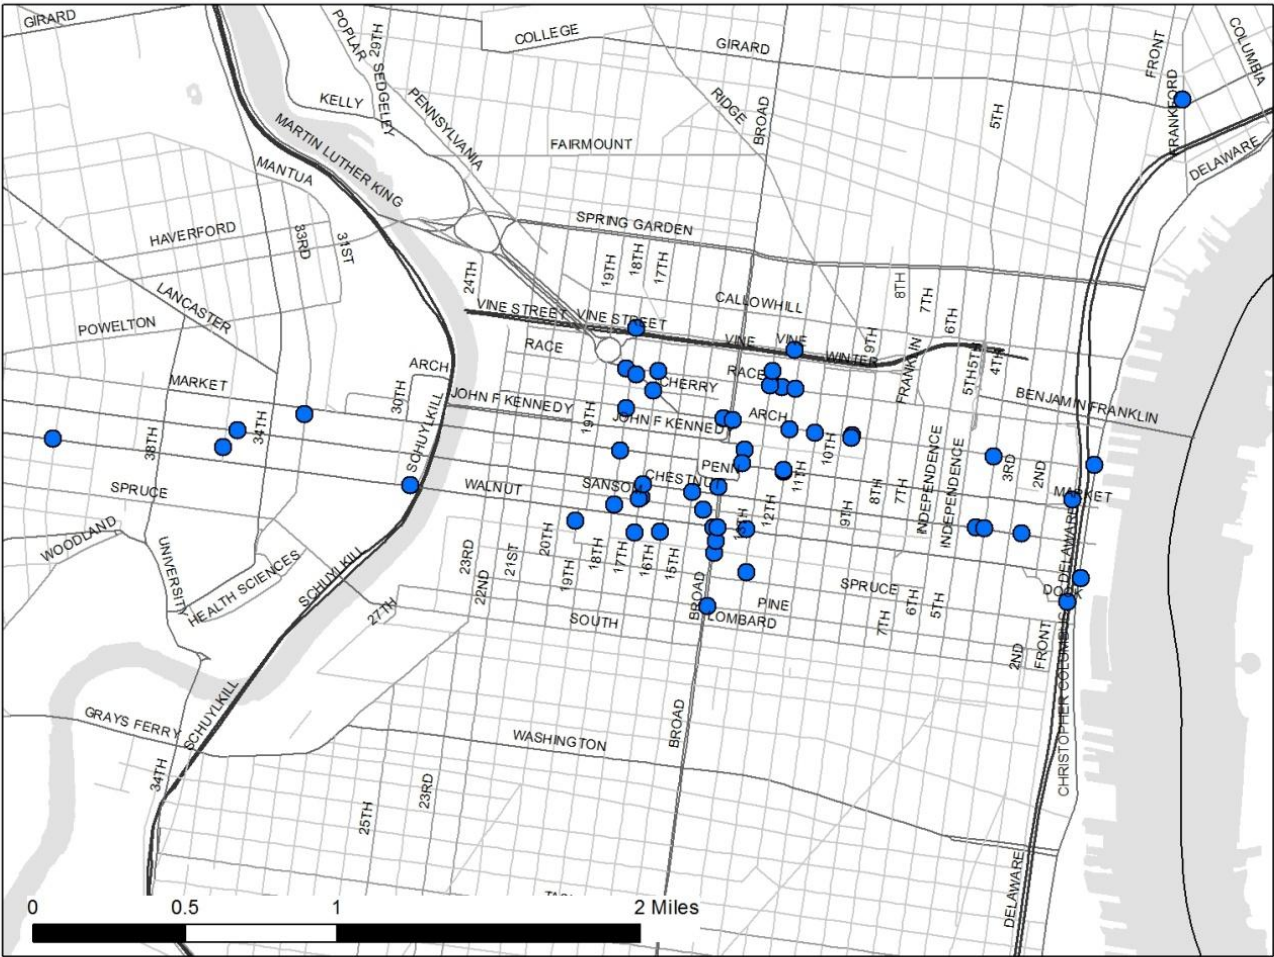 GIRARD
COLLEGE
GIRARD
POPLAR
29TH
SEDGELEY
PENNSYLVANIA
KELLY
RIDGE
BROAD
FRONT
COLUMBIA
FRANKFORD
DELAWARE
5TH
FAIRMOUNT
MARTIN LUTHER KING
MANTUA
HAVERFORD
33RD
31ST
SPRING GARDEN
19TH
18TH
17TH
24TH
CALLOWHILL
8TH
7TH
6TH
LANCASTER
POWELTON
VINE STREET
VINE STREET
VINE
VINE
WINTER
9TH
FRANKLIN
5TH
5TH
4TH
RACE
RACE
CHERRY
ARCH
MARKET
30TH
JOHN F KENNEDY
19TH
JOHN F KENNEDY
ARCH
BENJAMIN FRANKLIN
38TH
34TH
SCHUYLKILL
PENN
11TH
10TH
INDEPENDENCE
INDEPENDENCE
3RD
2ND
MARKET
SPRUCE
WALNUT
SANSOM
CHESTNUT
12TH
9TH
8TH
7TH
WOODLAND
UNIVERSITY
HEALTH SCIENCES
SCHUYLKILL
27TH
23RD
22ND
21ST
20TH
19TH
18TH
17TH
16TH
15TH
BROAD
SPRUCE
PINE
LOMBARD
SOUTH
7TH
6TH
5TH
2ND
FRONT
DOCK
DELAWARE
CHRISTOPHER COLUMBUS
GRAYS FERRY
SCHUYLKILL
34TH
WASHINGTON
BROAD
25TH
23RD
DELAWARE
0 0.5 1 2 Miles